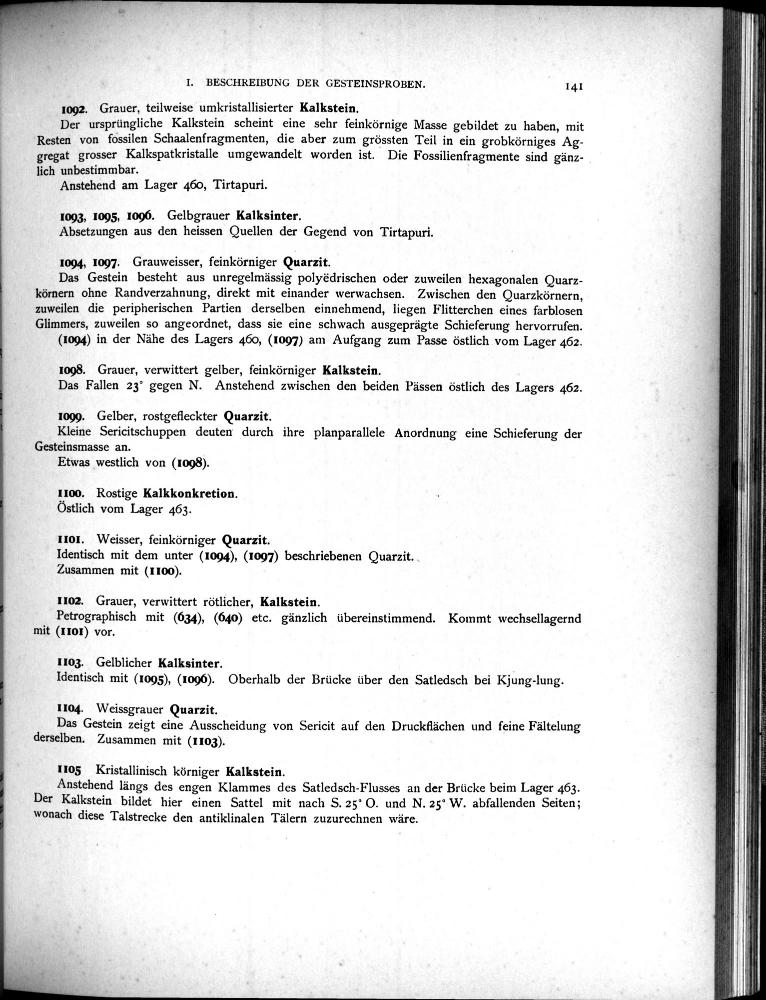 I. BESCHREIBUNG DER GESTEINSPROBEN. 141
1092. Grauer, teilweise umkristallisierter Kalkstein.
Der ursprüngliche Kalkstein scheint eine sehr feinkörnige Masse gebildet zu haben, mit
Resten von fossilen Schaalenfragmenten, die aber zum grössten Teil in ein grobkörniges Ag-
gregat grosser Kalkspatkristalle umgewandelt worden ist. Die Fossilienfragmente sind gänz-
lich unbestimmbar.
Anstehend am Lager 460, Tirtapuri.
1093, 1095, 1096. Gelbgrauer Kalksinter.
Absetzungen aus den heissen Quellen der Gegend von Tirtapuri.
1094, 1097. Grauweisser, feinkörniger Quarzit.
Das Gestein besteht aus unregelmässig polyëdrischen oder zuweilen hexagonalen Quarz-
körnern ohne Randverzahnung, direkt mit einander werwachsen. Zwischen den Quarzkörnern,
zuweilen die peripherischen Partien derselben einnehmend, liegen Flitterchen eines farblosen
Glimmers, zuweilen so angeordnet, dass sie eine schwach ausgeprägte Schieferung hervorrufen.
(1094) in der Nähe des Lagers 460, (1097) am Aufgang zum Passe östlich vom Lager 462.
1098. Grauer, verwittert gelber, feinkörniger Kalkstein.
Das Fallen 23° gegen N. Anstehend zwischen den beiden Pässen östlich des Lagers 462.
1099. Gelber, rostgefleckter Quarzit.
Kleine Sericitschuppen deuten durch ihre planparallele Anordnung eine Schieferung der
Gesteinsmasse an.
Etwas westlich von (1098).
1100. Rostige Kalkkonkretion.
Östlich vom Lager 463.
1101. Weisser, feinkörniger Quarzit.
Identisch mit dem unter (1094), (1097) beschriebenen Quarzit.
Zusammen mit (1100).
1102. Grauer, verwittert rötlicher, Kalkstein.
Petrographisch mit (634), (640) etc. gänzlich übereinstimmend. Kommt wechsellagernd
mit (1101) vor.
1103. Gelblicher Kalksinter.
Identisch mit (1095), (1096). Oberhalb der Brücke über den Satledsch bei Kjung-lung.
1104. Weissgrauer Quarzit.
Das Gestein zeigt eine Ausscheidung von Sericit auf den Druckflächen und feine Fältelung
derselben. Zusammen mit (1103).
1105 Kristallinisch körniger Kalkstein.
Anstehend längs des engen Klammes des Satledsch-Flusses an der Brücke beim Lager 463.
Der Kalkstein bildet hier einen Sattel mit nach S. 25° O. und N. 25° W. abfallenden Seiten;
wonach diese Talstrecke den antiklinalen Tälern zuzurechnen wäre.